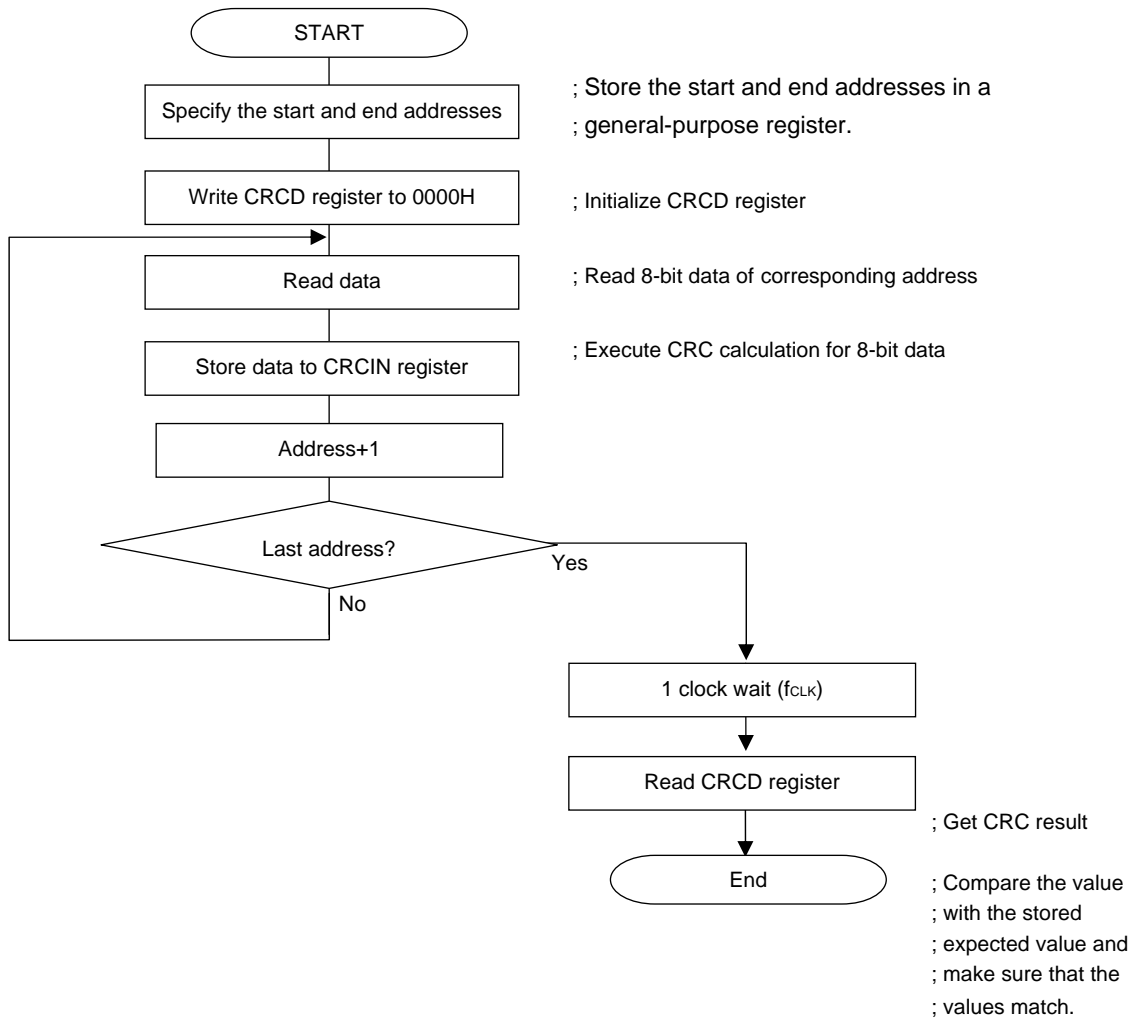 START
Specify the start and end addresses
; Store the start and end addresses in a
; general-purpose register.
Write CRCD register to 0000H
; Initialize CRCD register
Read data
; Read 8-bit data of corresponding address
Store data to CRCIN register
; Execute CRC calculation for 8-bit data
Address+1
Last address?
Yes
No
1 clock wait (fCLK)
Read CRCD register
; Get CRC result
End
; Compare the value
; with the stored
; expected value and
; make sure that the
; values match.